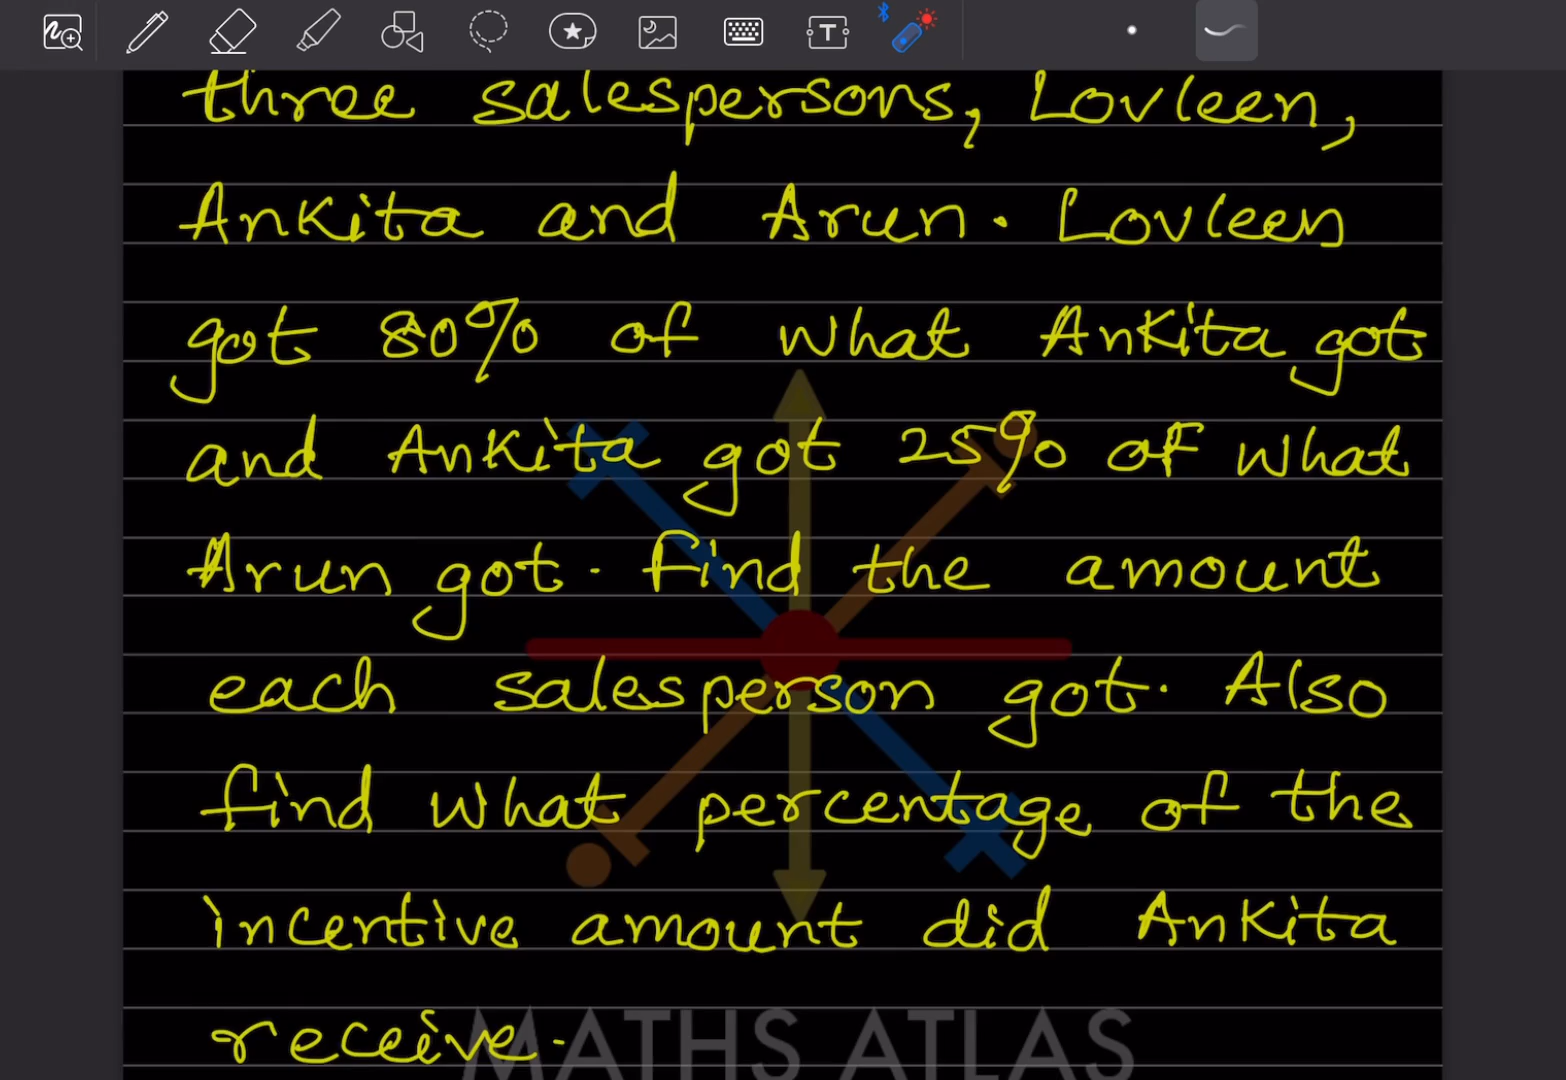 three salespersons, Lovleen,
Ankita and Arun. Lovleen
got 80% of what Ankita got
and Ankita got 25% of what
Arun got. Find the amount
each salesperson got. Also
find what percentage of the
incentive amount did Ankita
receive.
MATHS ATLAS